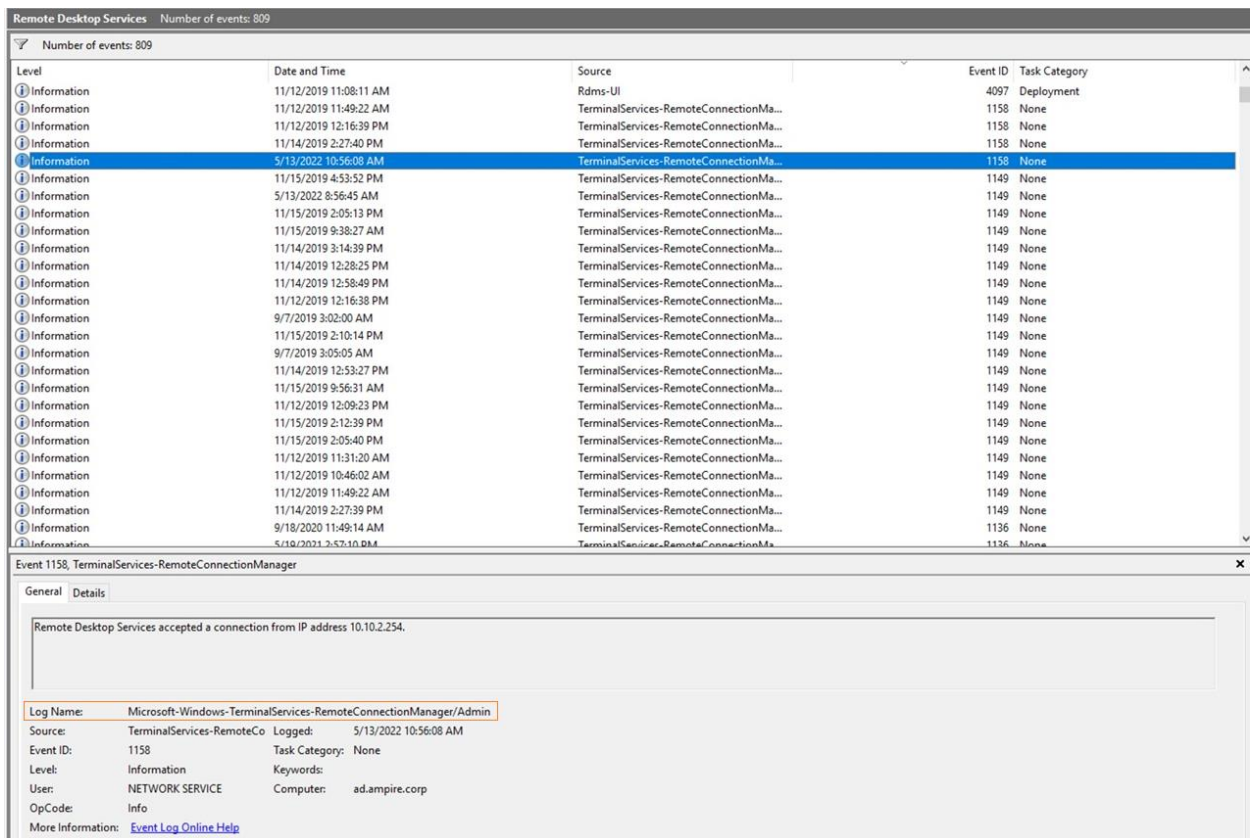 Remote Desktop Services Number of events: 809
Number of events: 809
Level Date and Time Source Event ID Task Category
Information 11/12/2019 11:08:11 AM Rdms-UI 4097 Deployment
Information 11/12/2019 11:49:22 AM TerminalServices-RemoteConnectionMa... 1158 None
Information 11/12/2019 12:16:39 PM TerminalServices-RemoteConnectionMa... 1158 None
Information 11/14/2019 2:27:40 PM TerminalServices-RemoteConnectionMa... 1158 None
Information 5/13/2022 10:56:08 AM TerminalServices-RemoteConnectionMa... 1158 None
Information 11/15/2019 4:53:52 PM TerminalServices-RemoteConnectionMa... 1149 None
Information 5/13/2022 8:56:45 AM TerminalServices-RemoteConnectionMa... 1149 None
Information 11/15/2019 2:05:13 PM TerminalServices-RemoteConnectionMa... 1149 None
Information 11/15/2019 9:38:27 AM TerminalServices-RemoteConnectionMa... 1149 None
Information 11/14/2019 3:14:39 PM TerminalServices-RemoteConnectionMa... 1149 None
Information 11/14/2019 12:28:25 PM TerminalServices-RemoteConnectionMa... 1149 None
Information 11/14/2019 12:58:49 PM TerminalServices-RemoteConnectionMa... 1149 None
Information 11/12/2019 12:16:38 PM TerminalServices-RemoteConnectionMa... 1149 None
Information 9/7/2019 3:02:00 AM TerminalServices-RemoteConnectionMa... 1149 None
Information 11/15/2019 2:10:14 PM TerminalServices-RemoteConnectionMa... 1149 None
Information 9/7/2019 3:05:05 AM TerminalServices-RemoteConnectionMa... 1149 None
Information 11/14/2019 12:53:27 PM TerminalServices-RemoteConnectionMa... 1149 None
Information 11/15/2019 9:56:31 AM TerminalServices-RemoteConnectionMa... 1149 None
Information 11/12/2019 12:09:23 PM TerminalServices-RemoteConnectionMa... 1149 None
Information 11/15/2019 2:12:39 PM TerminalServices-RemoteConnectionMa... 1149 None
Information 11/15/2019 2:05:40 PM TerminalServices-RemoteConnectionMa... 1149 None
Information 11/12/2019 11:31:20 AM TerminalServices-RemoteConnectionMa... 1149 None
Information 11/12/2019 10:46:02 AM TerminalServices-RemoteConnectionMa... 1149 None
Information 11/12/2019 11:49:22 AM TerminalServices-RemoteConnectionMa... 1149 None
Information 11/14/2019 2:27:39 PM TerminalServices-RemoteConnectionMa... 1149 None
Information 9/18/2020 11:49:14 AM TerminalServices-RemoteConnectionMa... 1136 None
Information 5/19/2021 2:57:10 PM TerminalServices-RemoteConnectionMa... 1136 None
Event 1158, TerminalServices-RemoteConnectionManager
General Details
Remote Desktop Services accepted a connection from IP address 10.10.2.254.
Log Name: Microsoft-Windows-TerminalServices-RemoteConnectionManager/Admin
Source: TerminalServices-RemoteCo Logged: 5/13/2022 10:56:08 AM
Event ID: 1158 Task Category: None
Level: Information Keywords:
User: NETWORK SERVICE Computer: ad.ampire.corp
OpCode: Info
More Information: Event Log Online Help